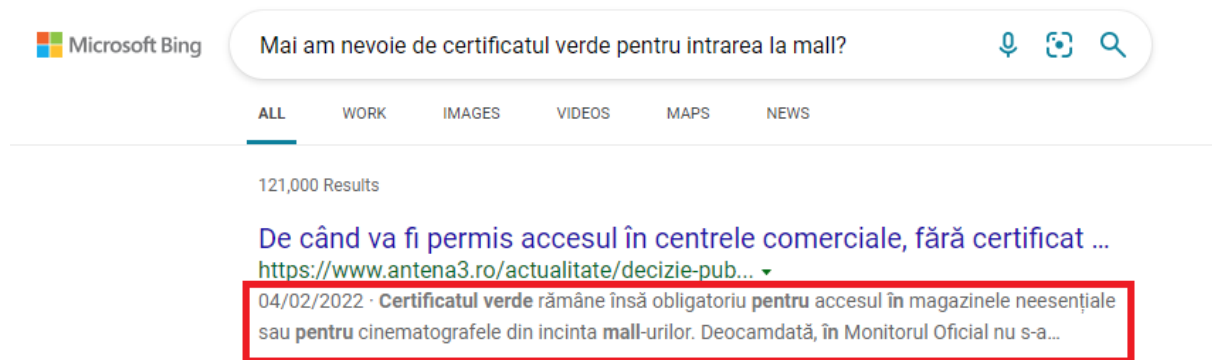 Microsoft Bing
Mai am nevoie de certificatul verde pentru intrarea la mall?
ALL WORK IMAGES VIDEOS MAPS NEWS
121,000 Results
De când va fi permis accesul în centrele comerciale, fără certificat ...
https://www.antena3.ro/actualitate/decizie-pub...
04/02/2022 · Certificatul verde rămâne însă obligatoriu pentru accesul în magazinele neesențiale
sau pentru cinematografele din incinta mall-urilor. Deocamdată, în Monitorul Oficial nu s-a...